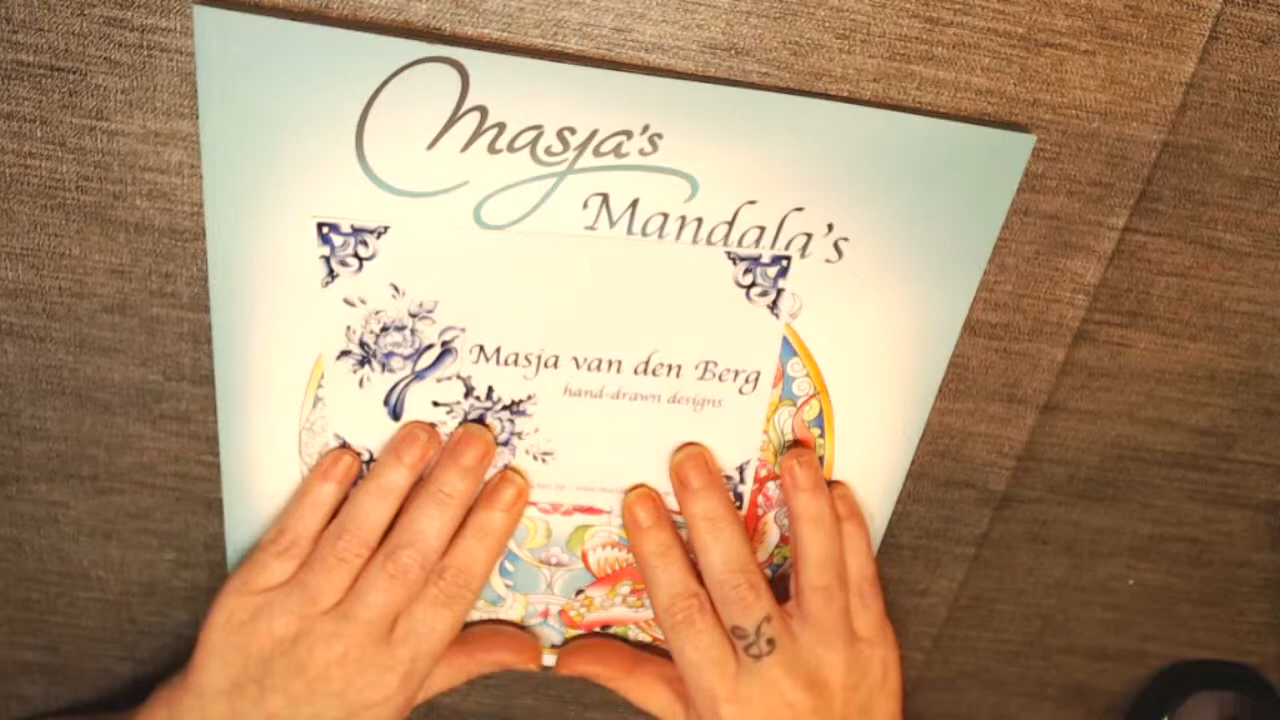 Masja's
Mandala's
Masja van den Berg
hand-drawn designs